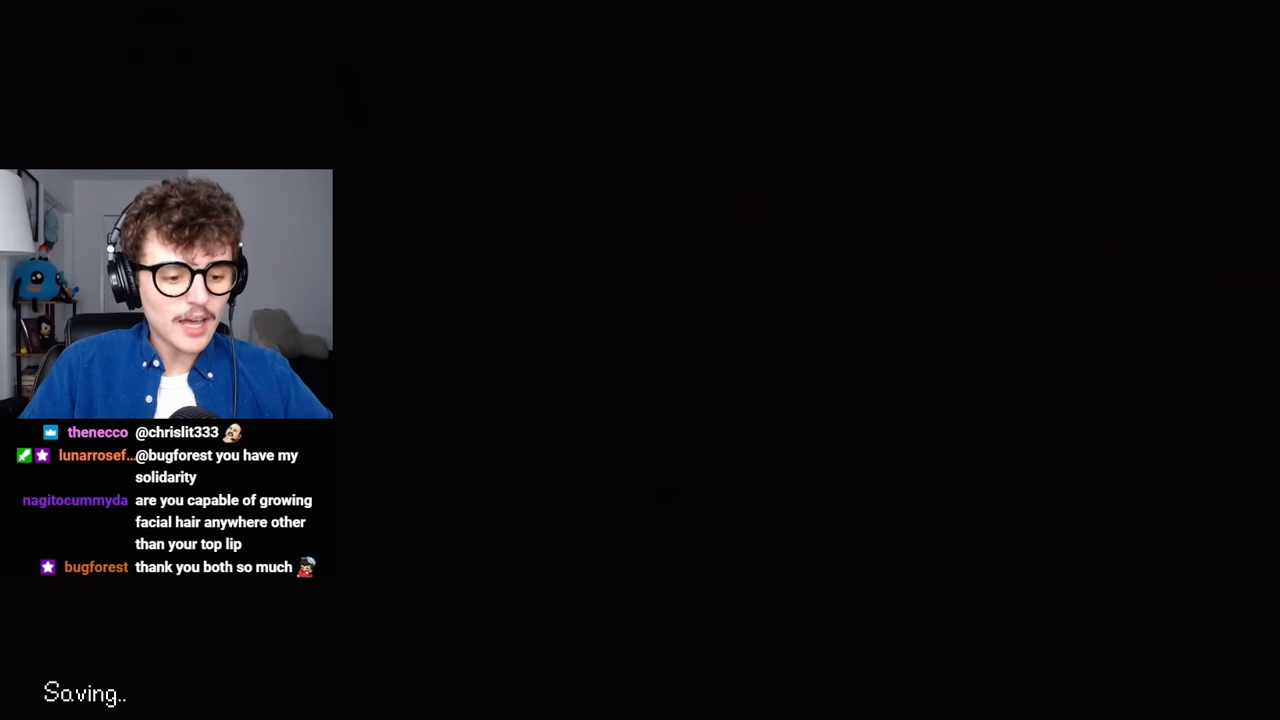 thenecco @chrislit333
lunarrosef... @bugforest you have my
solidarity
nagitocummyda are you capable of growing
facial hair anywhere other
than your top lip
bugforest thank you both so much
Saving..